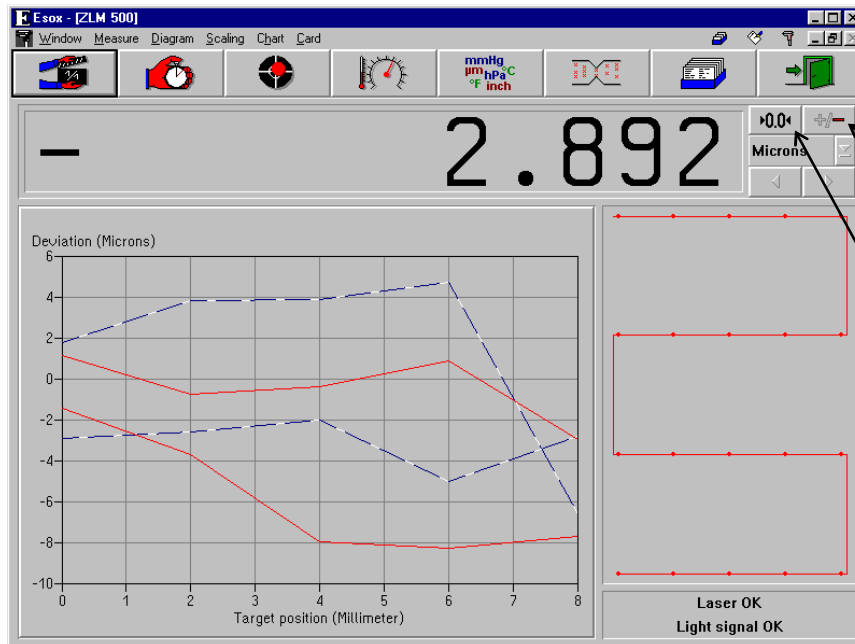 Esox - [ZLM 500]
Window Measure Diagram Scaling Chart Card
mmHg
µm hPa °C
°F inch
- 2.892
0.0 +/-
Microns
Deviation (Microns)
6
4
2
0
-2
-4
-6
-8
-10
0 1 2 3 4 5 6 7 8
Target position (Millimeter)
Laser OK
Light signal OK